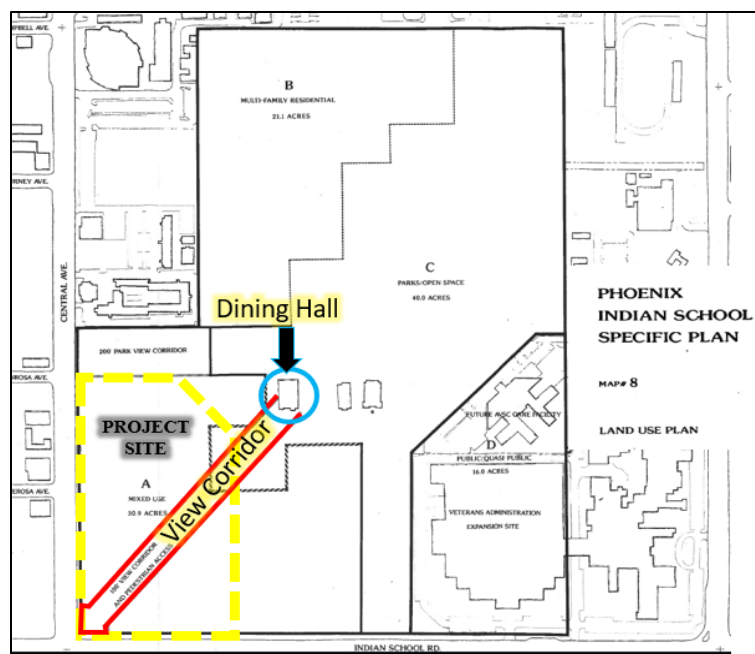 MPBELL AVE.
B
MULTI-FAMILY RESIDENTIAL
21.1 ACRES
RNEY AVE.
CENTRAL AVE.
C
PARKS/OPEN SPACE
40.0 ACRES
PHOENIX
INDIAN SCHOOL
SPECIFIC PLAN
MAP# 8
LAND USE PLAN
Dining Hall
200' PARK VIEW CORRIDOR
ROSA AVE.
PROJECT
SITE
View Corridor
A
MIXED USE
30.9 ACRES
100' VIEW CORRIDOR
AND PEDESTRIAN ACCESS
FUTURE MISC CARE FACILITY
D
PUBLIC/QUASI PUBLIC
16.0 ACRES
VETERANS ADMINISTRATION
EXPANSION SITE
EROSA AVE.
INDIAN SCHOOL RD.